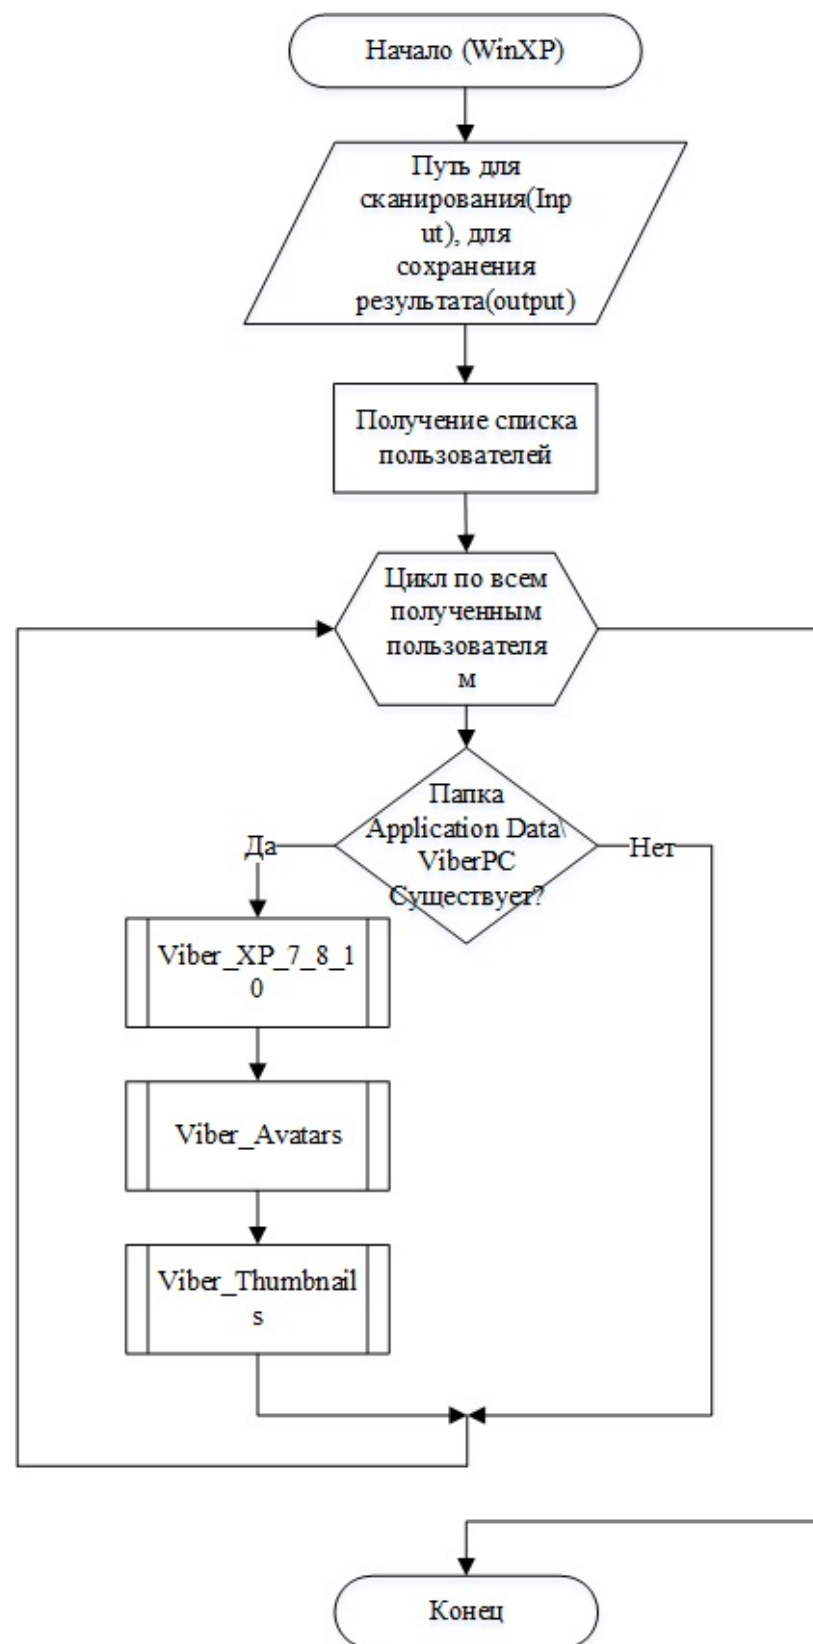 Начало (WinXP)
Путь для
сканирования(Inp
ut), для
сохранения
результата(output)
Получение списка
пользователей
Цикл по всем
полученным
пользователя
м
Папка
Application Data\
ViberPC
Существует?
Да
Нет
Viber_XP_7_8_1
0
Viber_Avatars
Viber_Thumbnail
s
Конец